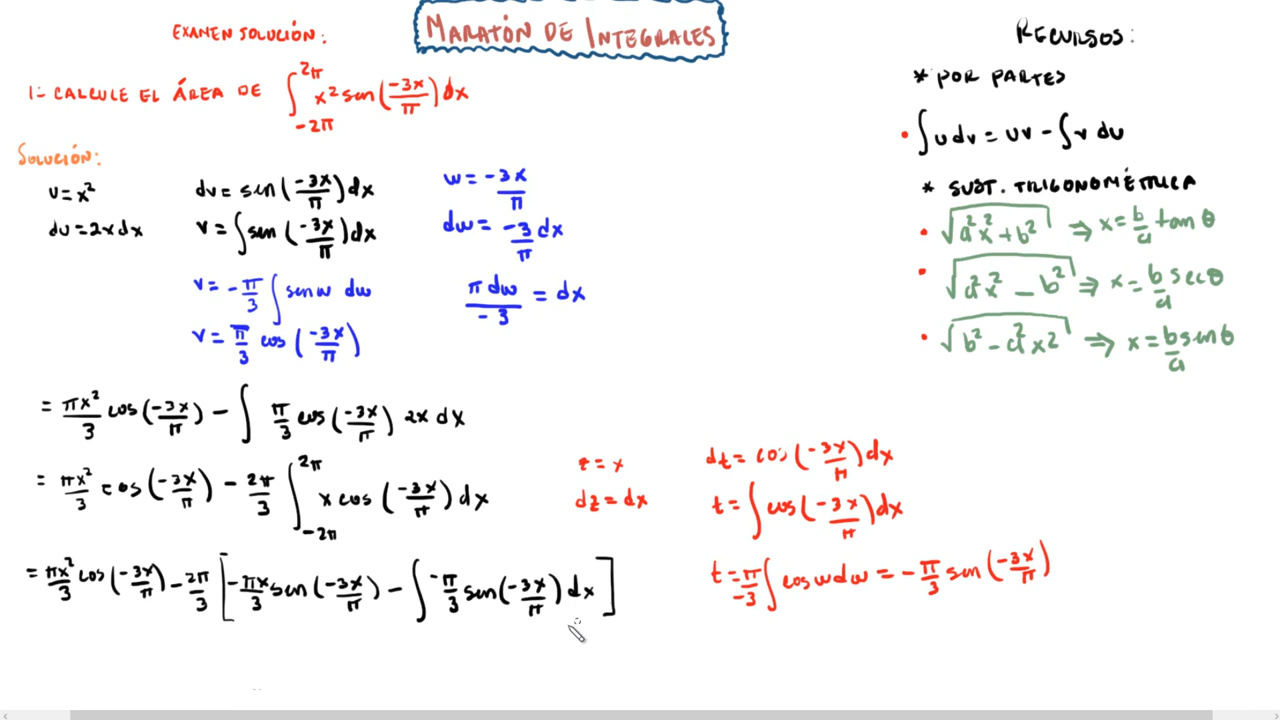 MARATÓN DE INTEGRALES
EXAMEN SOLUCIÓN:
1.- CALCULE EL ÁREA DE ∫_{-2π}^{2π} x² sen(-3x/π) dx
SOLUCIÓN:
u = x²
du = 2x dx
dv = sen(-3x/π) dx
v = ∫ sen(-3x/π) dx
v = -π/3 ∫ sen w dw
v = π/3 cos(-3x/π)
w = -3x/π
dw = -3/π dx
π dw/-3 = dx
= πx²/3 cos(-3x/π) - ∫ π/3 cos(-3x/π) 2x dx
= πx²/3 cos(-3x/π) - 2π/3 ∫_{-2π}^{2π} x cos(-3x/π) dx
= πx²/3 cos(-3x/π) - 2π/3 [-πx/3 sen(-3x/π) - ∫ -π/3 sen(-3x/π) dx]
z = x
dz = dx
dt = cos(-3x/π) dx
t = ∫ cos(-3x/π) dx
t = π/-3 ∫ cos w dw = -π/3 sen(-3x/π)
RECURSOS:
* POR PARTES
• ∫ u dv = uv - ∫ v du
* SUST. TRIGONOMÉTRICA
• √(a²x² + b²) ⇒ x = b/a tan θ
• √(a²x² - b²) ⇒ x = b/a sec θ
• √(b² - a²x²) ⇒ x = b/a sin θ